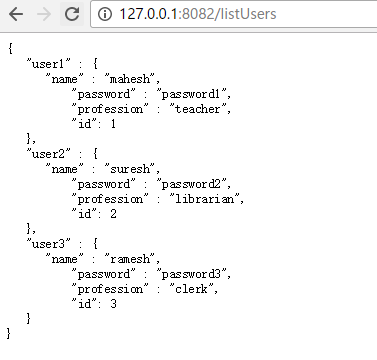 127.0.0.1:8082/listUsers
{
   "user1" : {
      "name" : "mahesh",
          "password" : "password1",
          "profession" : "teacher",
          "id": 1
   },
   "user2" : {
      "name" : "suresh",
          "password" : "password2",
          "profession" : "librarian",
          "id": 2
   },
   "user3" : {
      "name" : "ramesh",
          "password" : "password3",
          "profession" : "clerk",
          "id": 3
   }
}